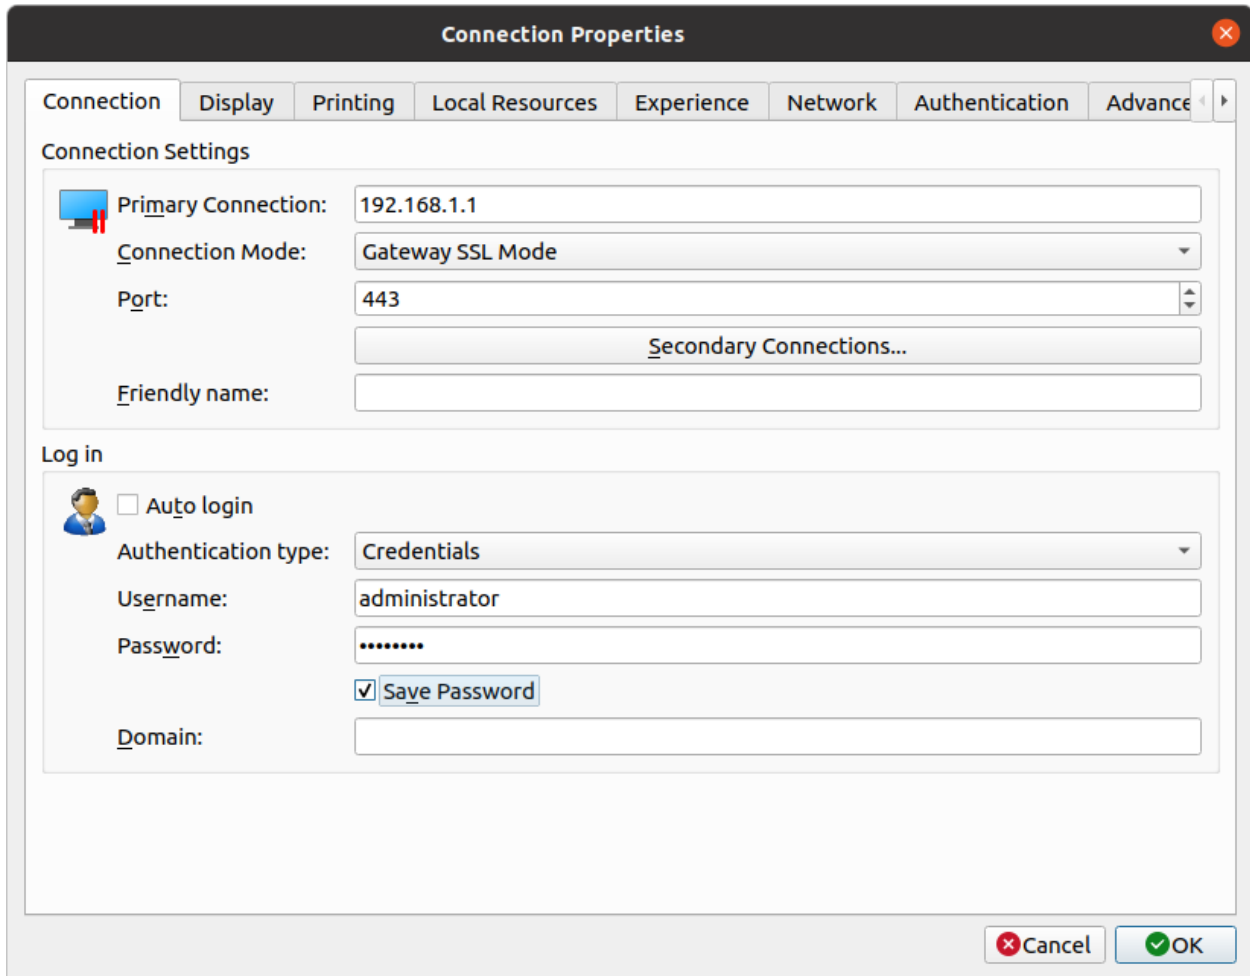 Connection Properties
Connection Display Printing Local Resources Experience Network Authentication Advance
Connection Settings
Primary Connection: 192.168.1.1
Connection Mode: Gateway SSL Mode
Port: 443
Secondary Connections...
Friendly name:
Log in
Auto login
Authentication type: Credentials
Username: administrator
Password: ••••••••
Save Password
Domain:
Cancel OK